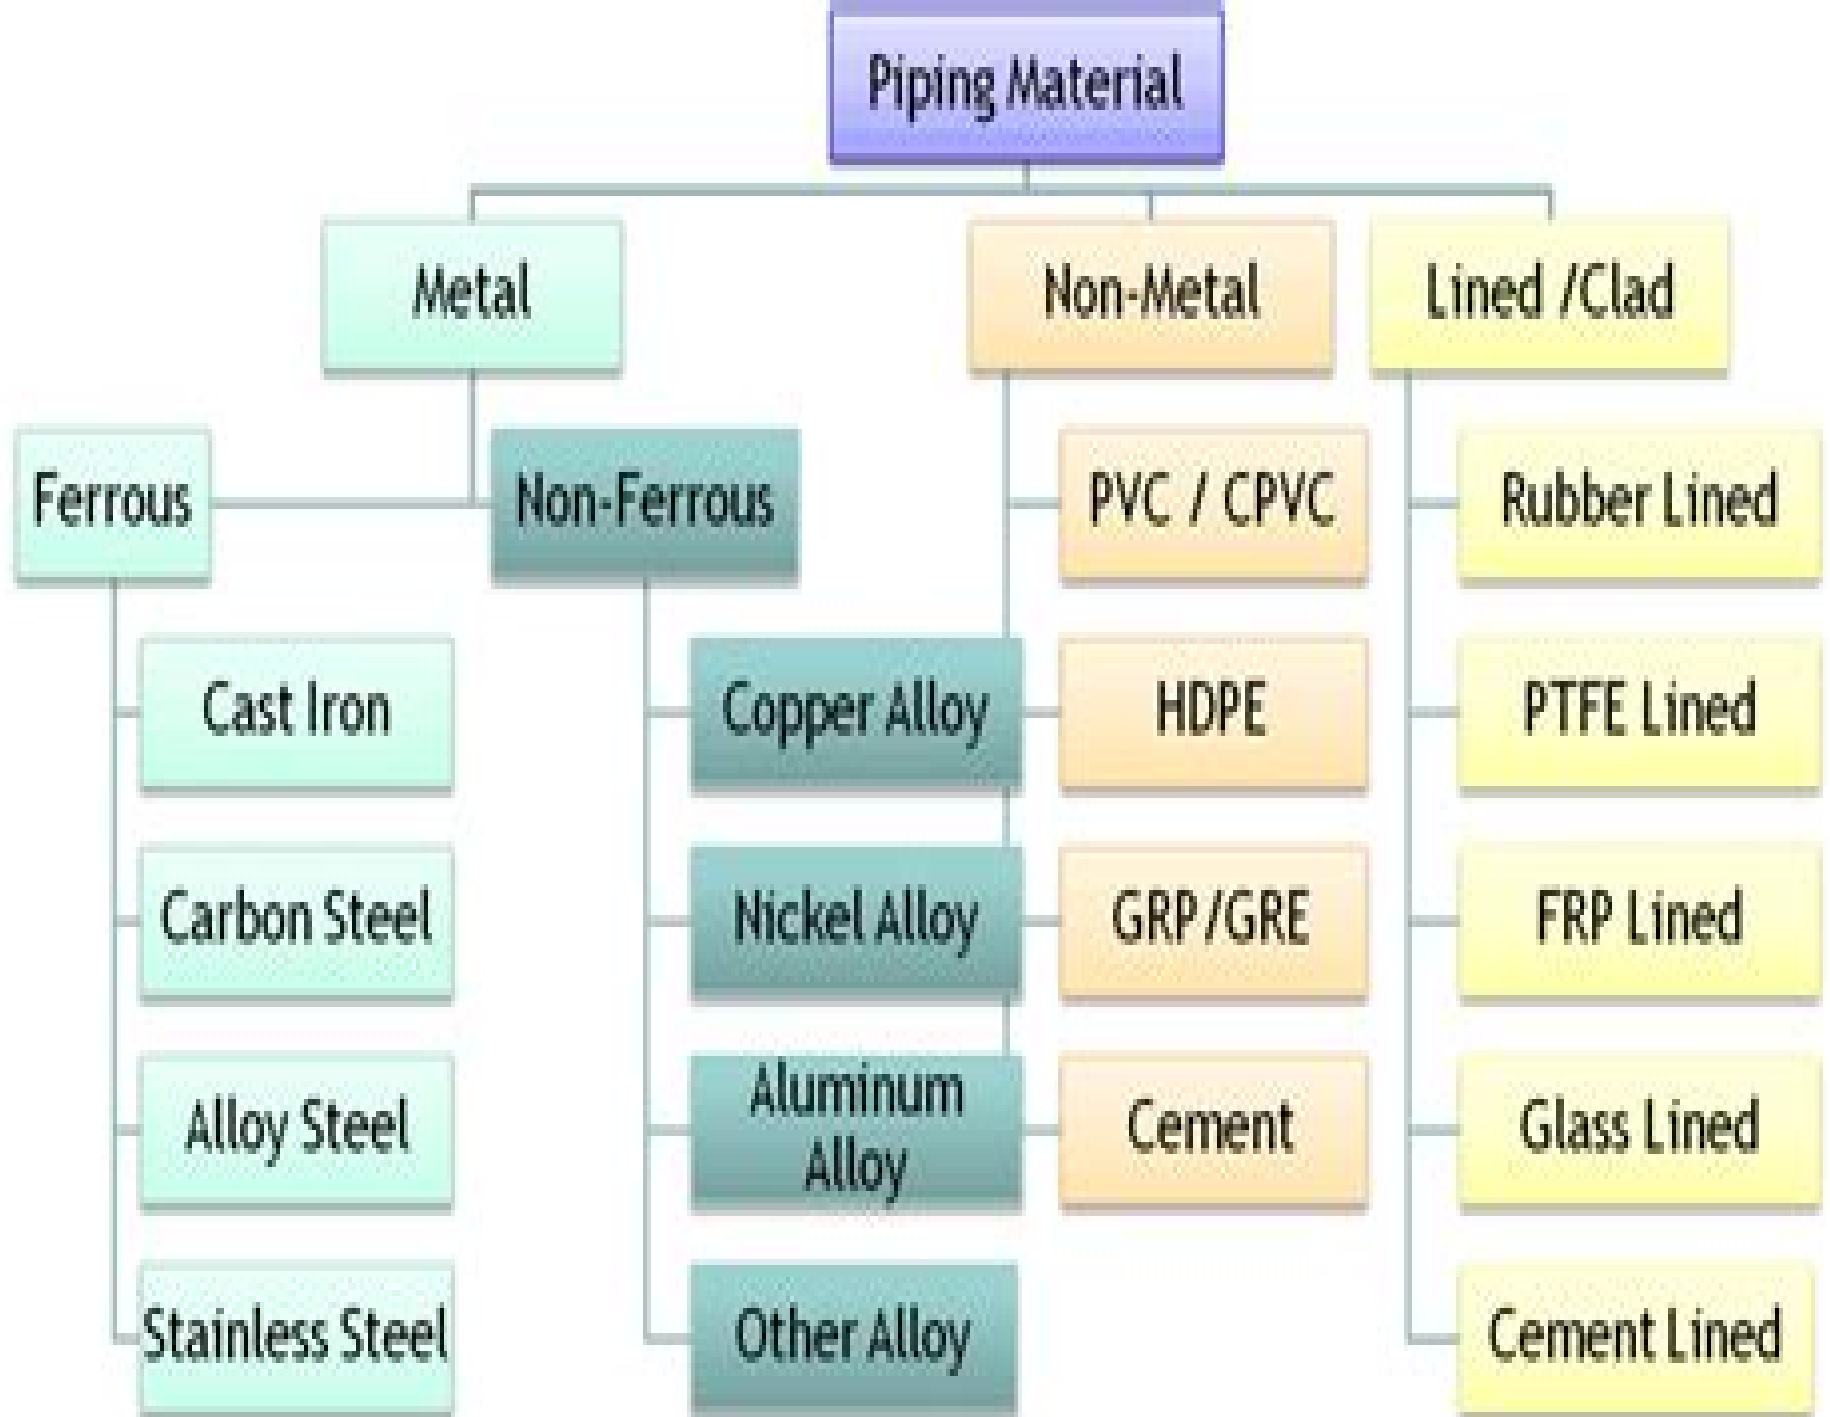 Piping Material
Metal
Non-Metal
Lined /Clad
Ferrous
Non-Ferrous
PVC / CPVC
Rubber Lined
Cast Iron
Copper Alloy
HDPE
PTFE Lined
Carbon Steel
Nickel Alloy
GRP/GRE
FRP Lined
Alloy Steel
Aluminum
Alloy
Cement
Glass Lined
Stainless Steel
Other Alloy
Cement Lined